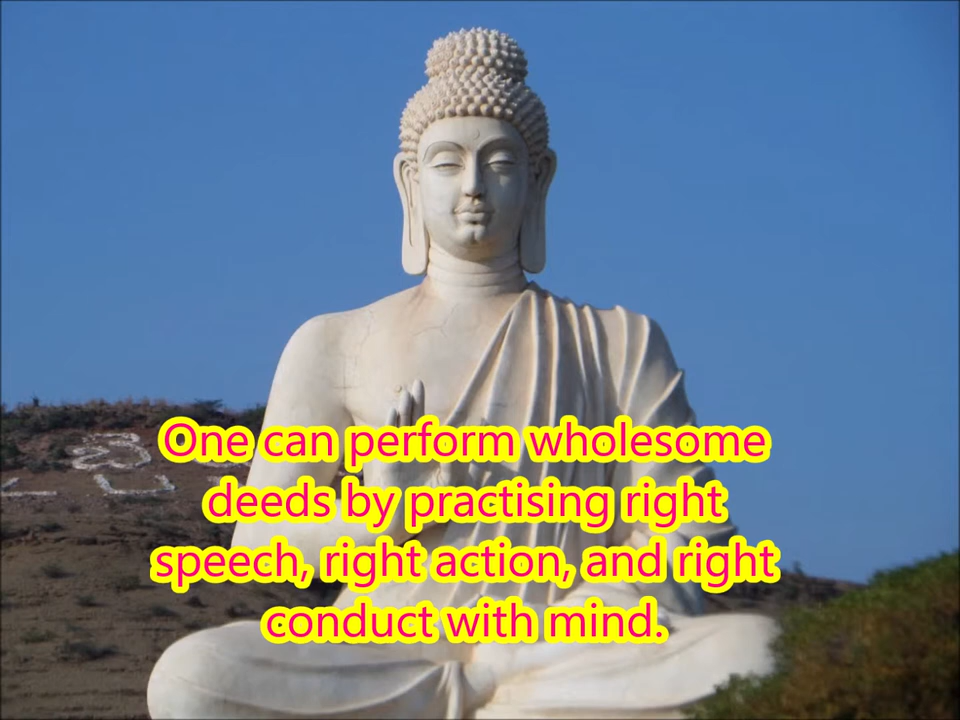 One can perform wholesome
deeds by practising right
speech, right action, and right
conduct with mind.